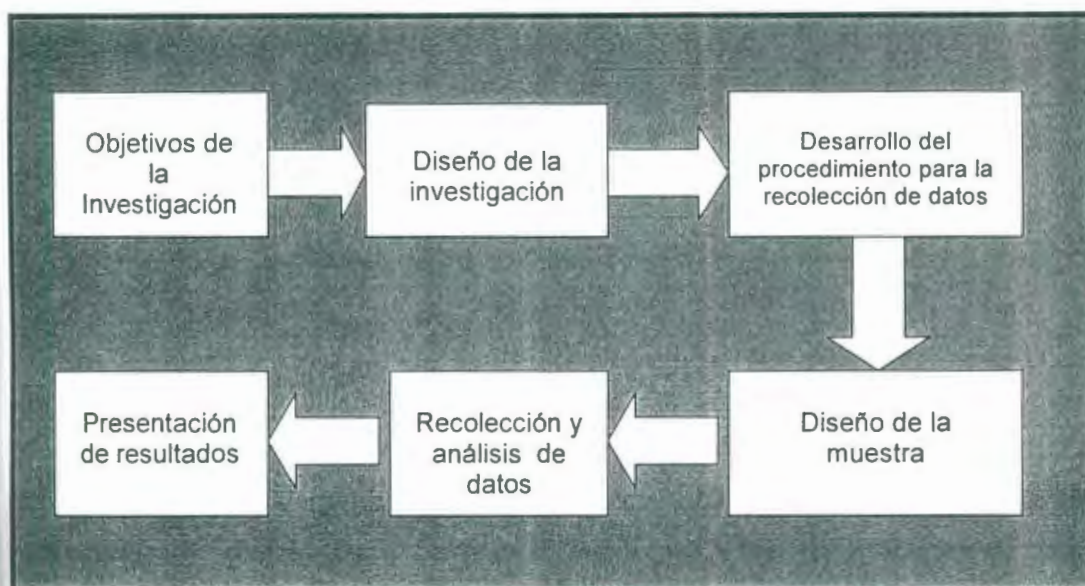 Objetivos de
la
Investigación
Diseño de la
investigación
Desarrollo del
procedimiento para la
recolección de datos
Diseño de la
muestra
Recolección y
análisis de
datos
Presentación
de resultados